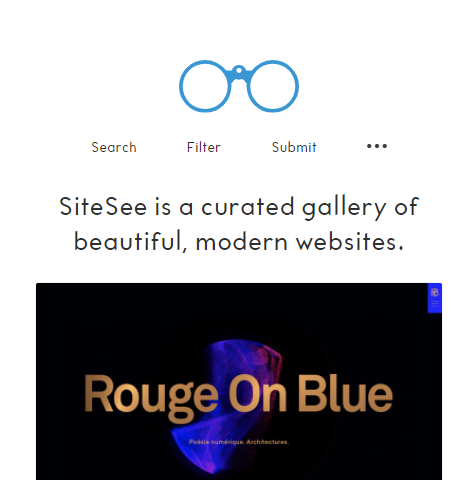 Search Filter Submit •••
SiteSee is a curated gallery of
beautiful, modern websites.
Rouge On Blue
Poésie numérique. Architectures.